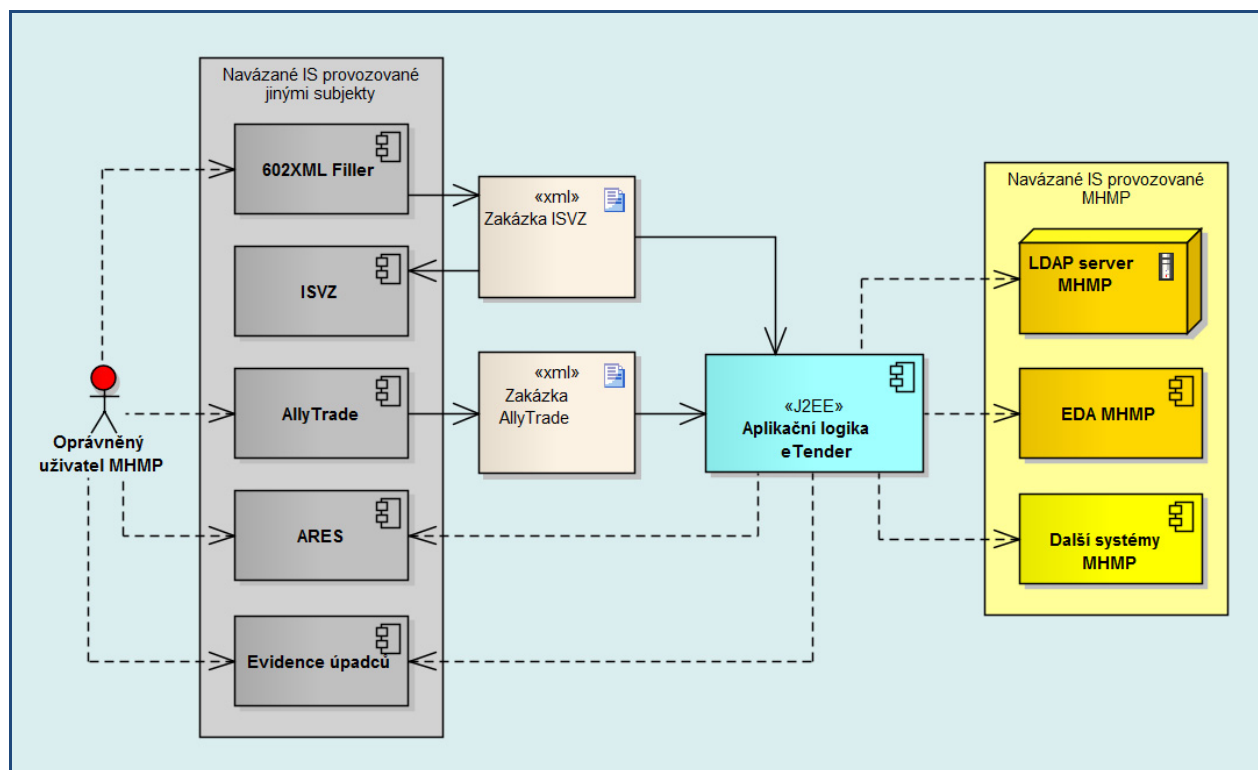 Navázané IS provozované
jinými subjekty
602XML Filler
«xml»
Zakázka ISVZ
Navázané IS provozované
MHMP
LDAP server
MHMP
ISVZ
AllyTrade
«xml»
Zakázka
AllyTrade
«J2EE»
Aplikační logika
eTender
EDA MHMP
Oprávněný
uživatel MHMP
ARES
Další systémy
MHMP
Evidence úpadců